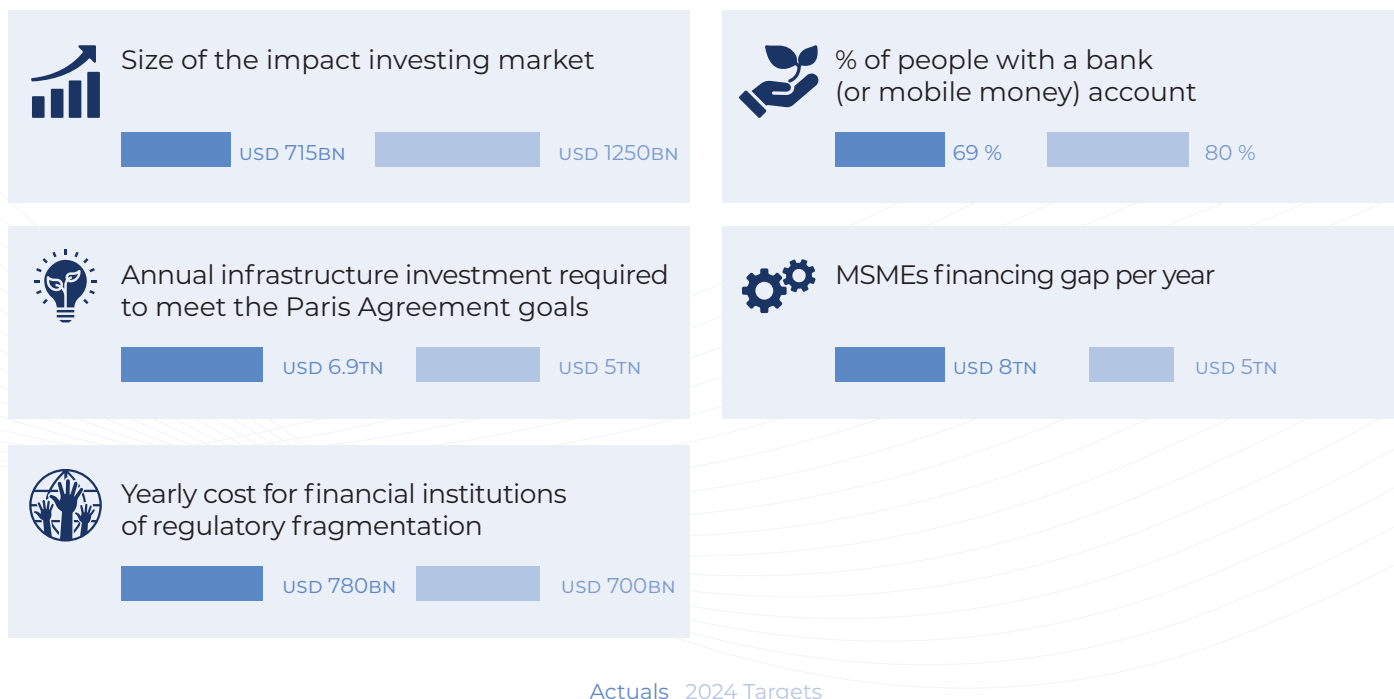 Size of the impact investing market
USD 715BN
USD 1250BN
% of people with a bank
(or mobile money) account
69 %
80 %
Annual infrastructure investment required
to meet the Paris Agreement goals
USD 6.9TN
USD 5TN
MSMEs financing gap per year
USD 8TN
USD 5TN
Yearly cost for financial institutions
of regulatory fragmentation
USD 780BN
USD 700BN
Actuals 2024 Targets